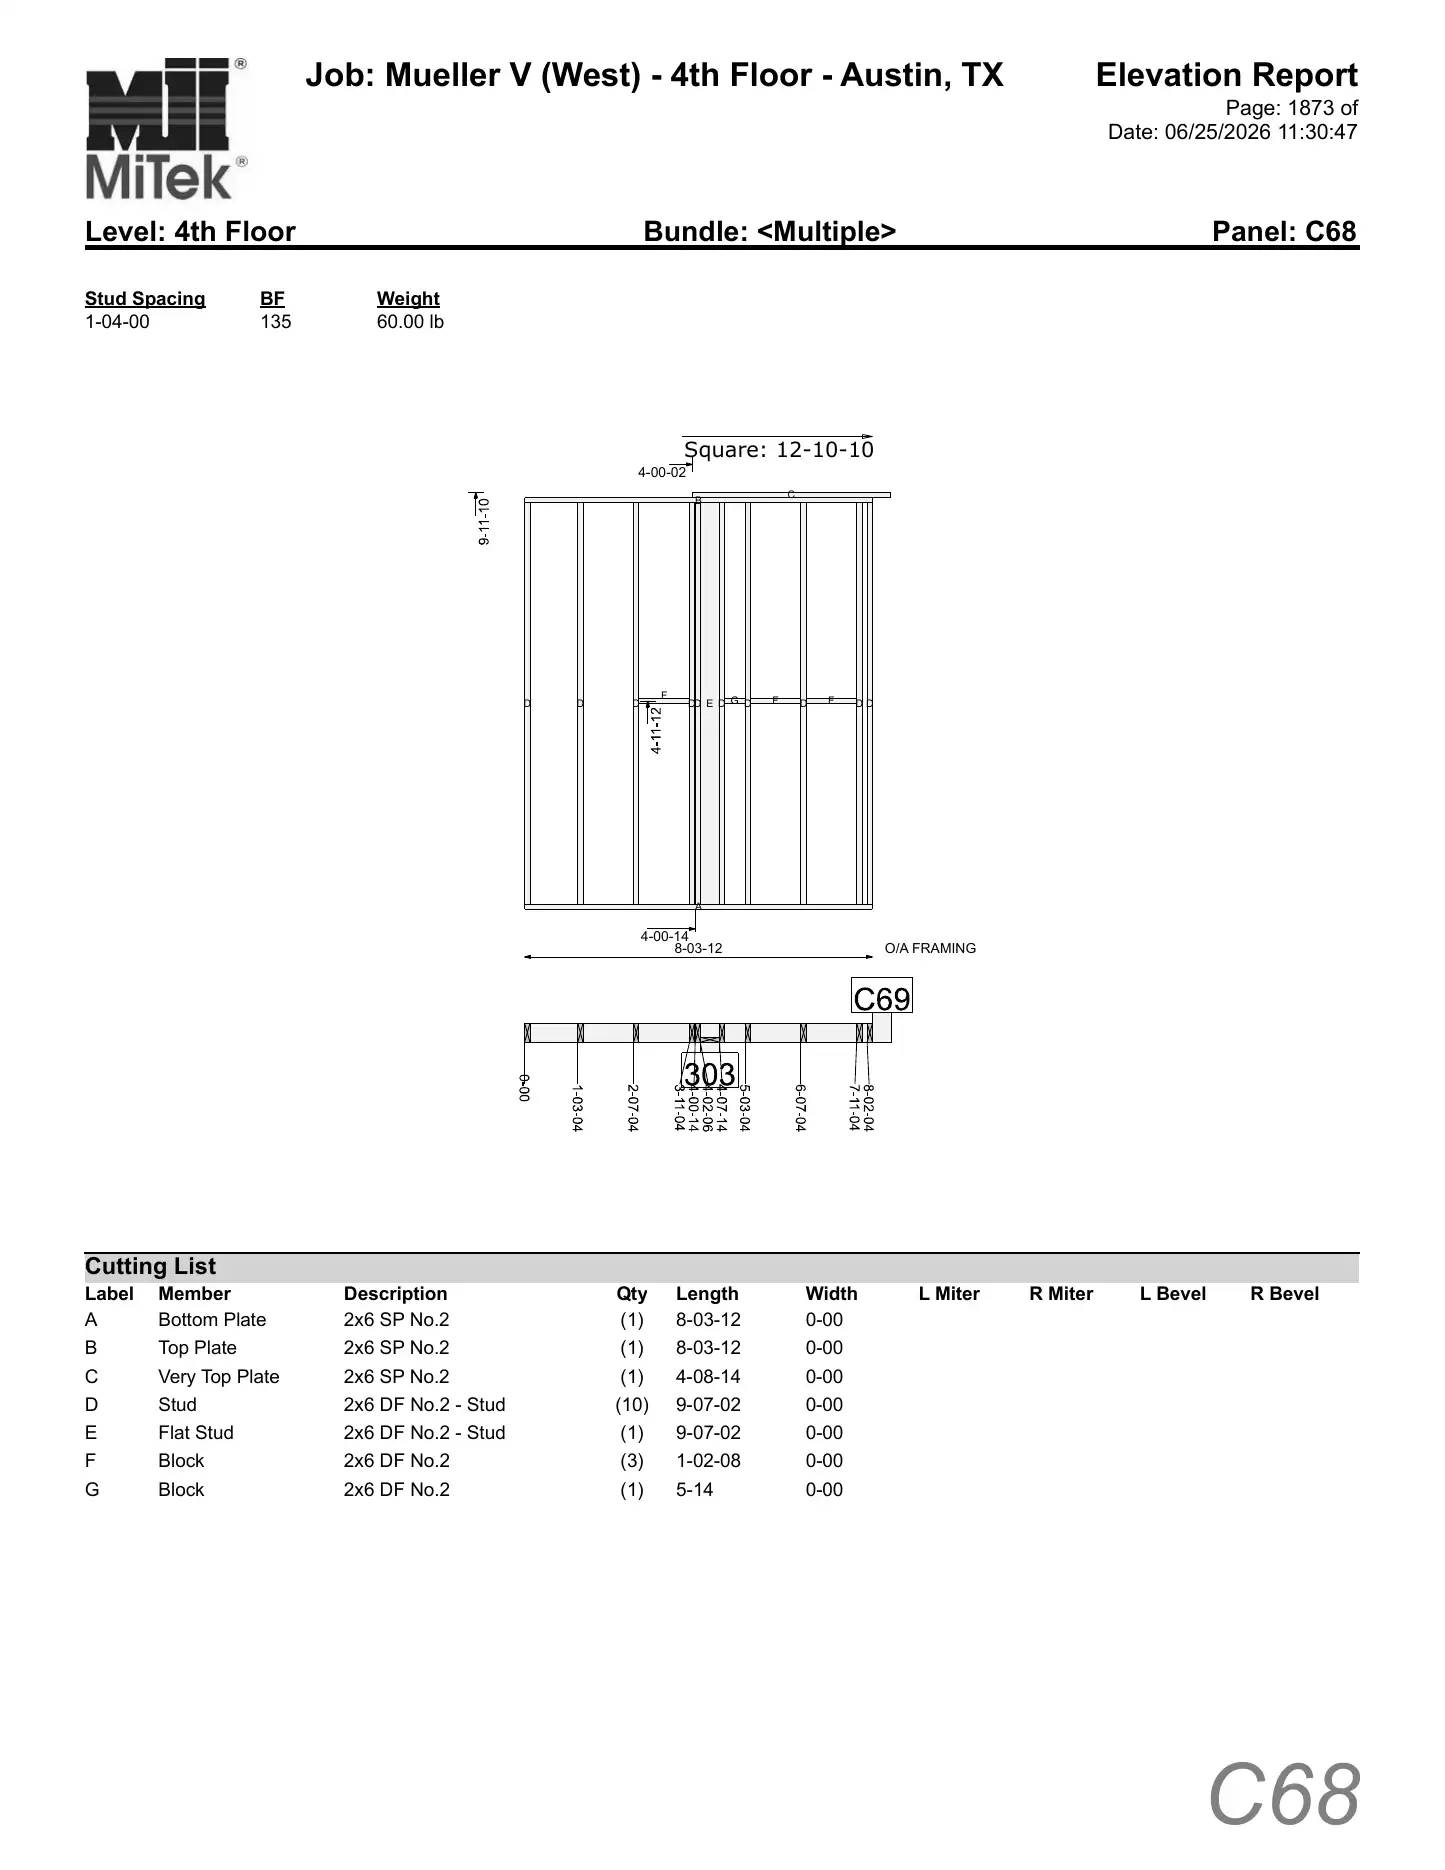 Job: Mueller V (West) - 4th Floor - Austin, TX
Elevation Report
Page: 1873 of
Date: 06/25/2026 11:30:47
MiTek®
Level: 4th Floor
Bundle: <Multiple>
Panel: C68
Stud Spacing BF Weight
1-04-00 135 60.00 lb
Square: 12-10-10
4-00-02
C
B
9-11-10
F
D D D D D E D G D F D F D D
4-11-12
A
4-00-14
8-03-12
O/A FRAMING
C69
303
0-00
1-03-04
2-07-04
3-11-04
4-00-14
4-02-06
4-07-14
5-03-04
6-07-04
7-11-04
8-02-04
Cutting List
Label Member Description Qty Length Width L Miter R Miter L Bevel R Bevel
A Bottom Plate 2x6 SP No.2 (1) 8-03-12 0-00
B Top Plate 2x6 SP No.2 (1) 8-03-12 0-00
C Very Top Plate 2x6 SP No.2 (1) 4-08-14 0-00
D Stud 2x6 DF No.2 - Stud (10) 9-07-02 0-00
E Flat Stud 2x6 DF No.2 - Stud (1) 9-07-02 0-00
F Block 2x6 DF No.2 (3) 1-02-08 0-00
G Block 2x6 DF No.2 (1) 5-14 0-00
C68